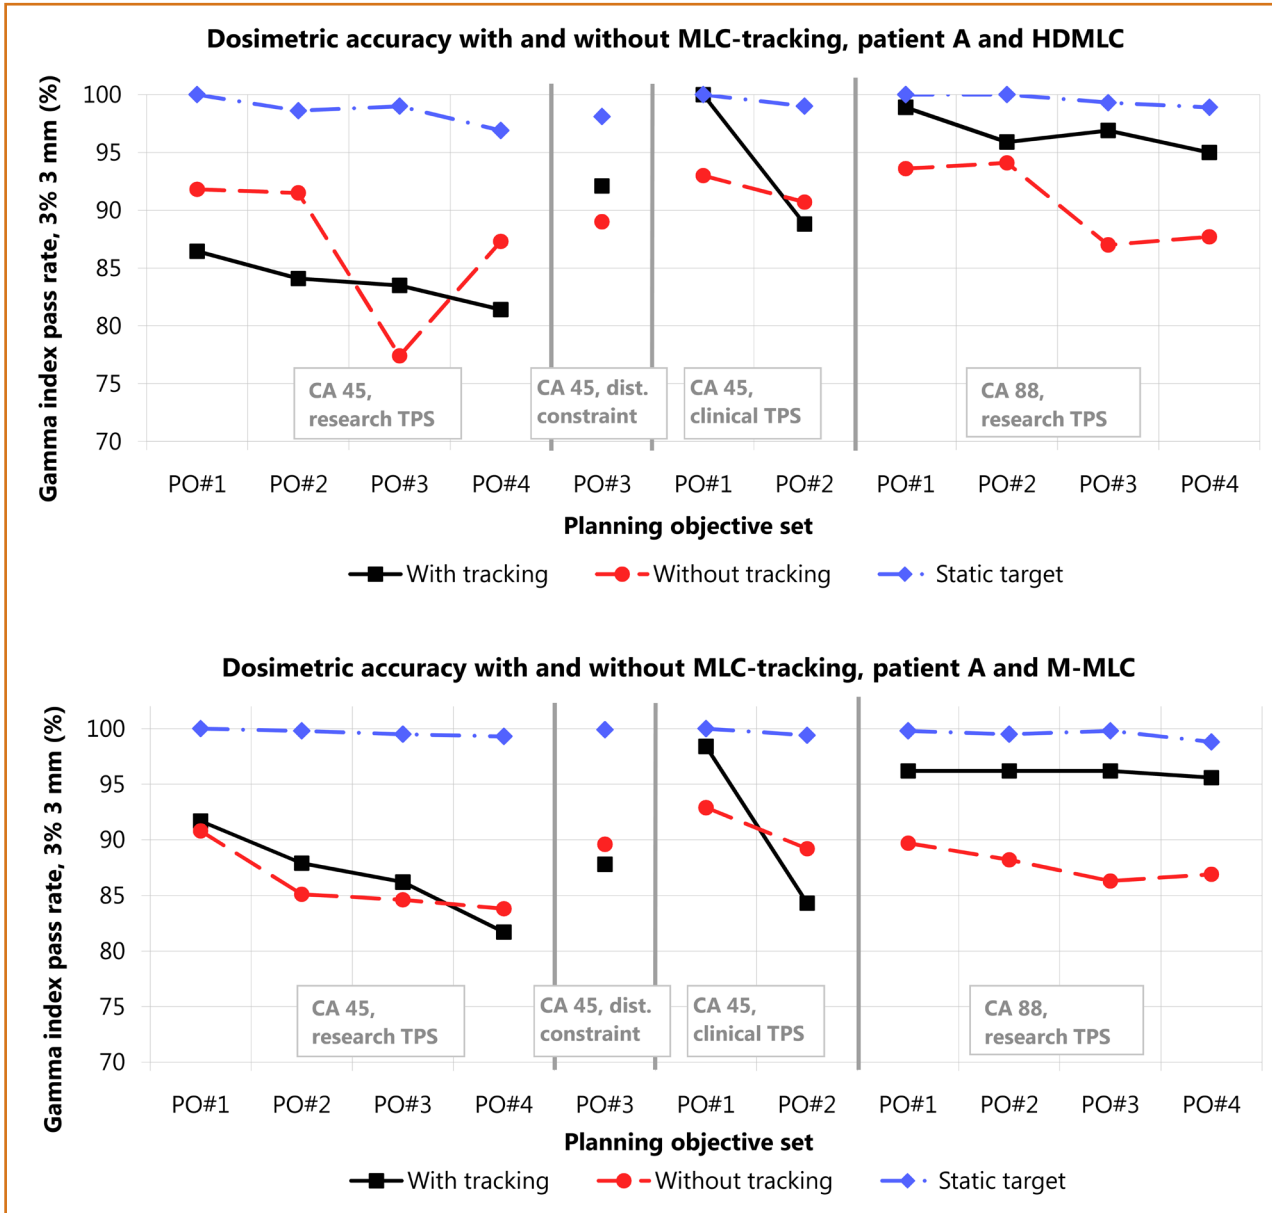 Dosimetric accuracy with and without MLC-tracking, patient A and HDMLC
Gamma index pass rate, 3% 3 mm (%)
100
95
90
85
80
75
70
CA 45,
research TPS
CA 45, dist.
constraint
CA 45,
clinical TPS
CA 88,
research TPS
PO#1 PO#2 PO#3 PO#4 PO#3 PO#1 PO#2 PO#1 PO#2 PO#3 PO#4
Planning objective set
With tracking Without tracking Static target
Dosimetric accuracy with and without MLC-tracking, patient A and M-MLC
Gamma index pass rate, 3% 3 mm (%)
100
95
90
85
80
75
70
CA 45,
research TPS
CA 45, dist.
constraint
CA 45,
clinical TPS
CA 88,
research TPS
PO#1 PO#2 PO#3 PO#4 PO#3 PO#1 PO#2 PO#1 PO#2 PO#3 PO#4
Planning objective set
With tracking Without tracking Static target